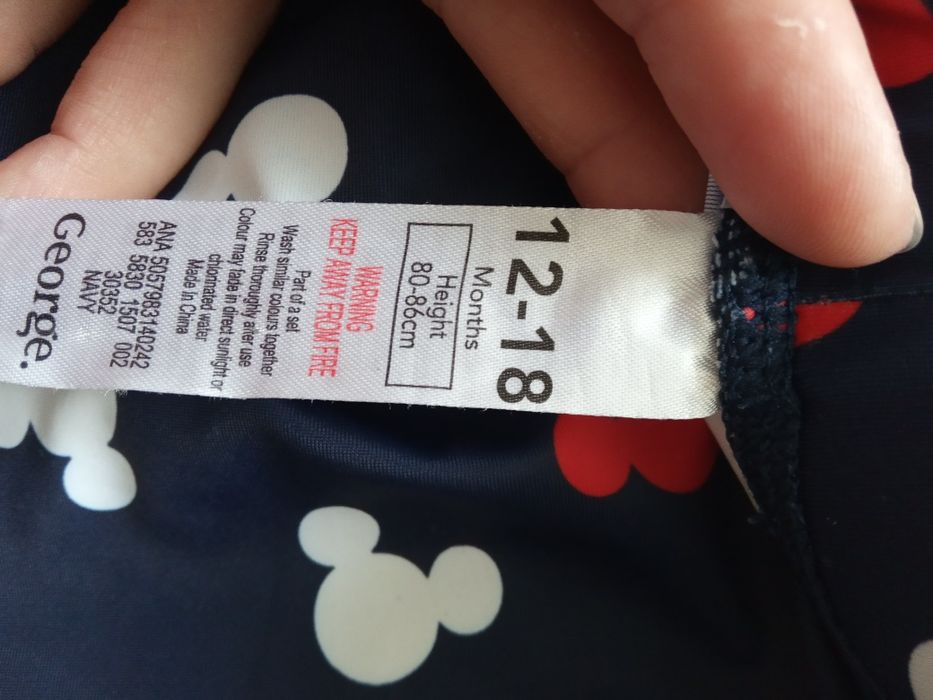 12-18
Months
Height
80-86cm
WARNING
KEEP AWAY FROM FIRE
Part of a set
Wash similar colours together
Rinse thoroughly after use
Colour may fade in direct sunlight or
chlorinated water
Made in China
ANA 5057983140242
583 5830 1507 002
30352
NAVY
George.